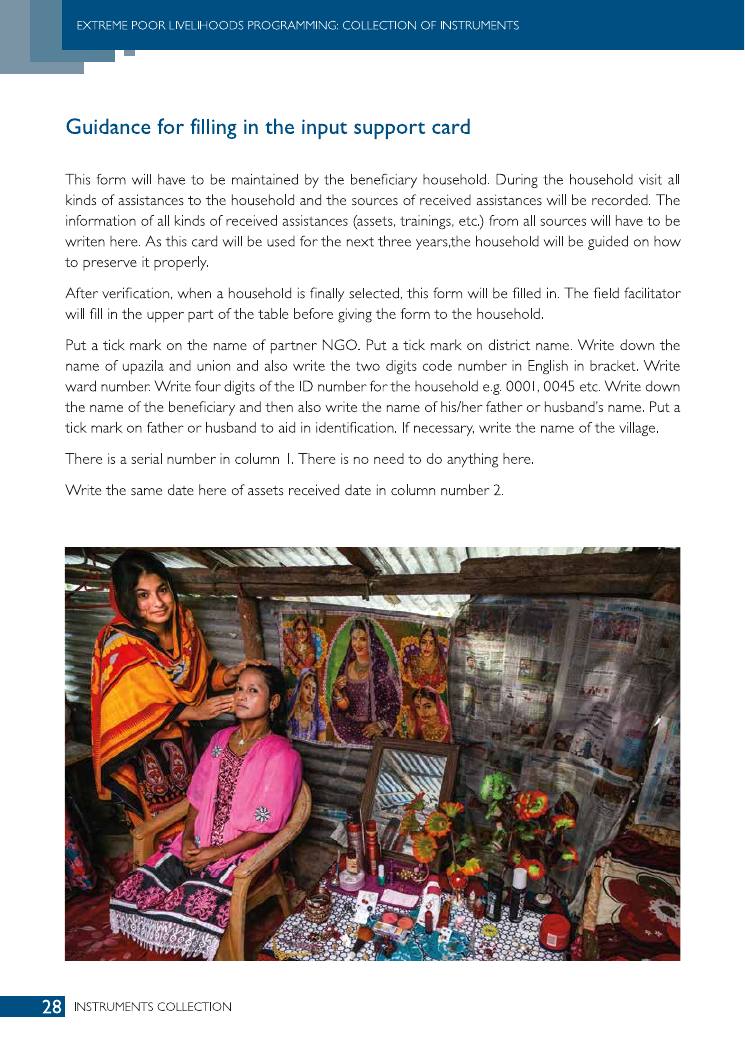 EXTREME POOR LIVELIHOODS PROGRAMMING: COLLECTION OF INSTRUMENTS
Guidance for filling in the input support card
This form will have to be maintained by the beneficiary household. During the household visit all
kinds of assistances to the household and the sources of received assistances will be recorded. The
information of all kinds of received assistances (assets, trainings, etc.) from all sources will have to be
writen here. As this card will be used for the next three years,the household will be guided on how
to preserve it properly.
After verification, when a household is finally selected, this form will be filled in. The field facilitator
will fill in the upper part of the table before giving the form to the household.
Put a tick mark on the name of partner NGO. Put a tick mark on district name. Write down the
name of upazila and union and also write the two digits code number in English in bracket. Write
ward number. Write four digits of the ID number for the household e.g. 0001, 0045 etc. Write down
the name of the beneficiary and then also write the name of his/her father or husband's name. Put a
tick mark on father or husband to aid in identification. If necessary, write the name of the village.
There is a serial number in column 1. There is no need to do anything here.
Write the same date here of assets received date in column number 2.
28 INSTRUMENTS COLLECTION